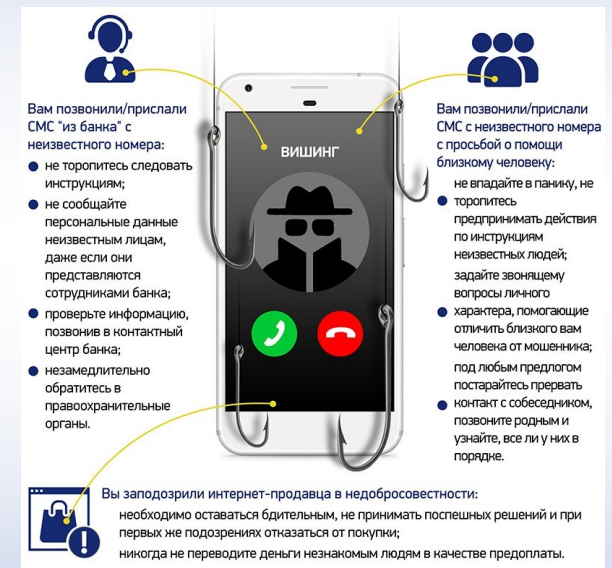 Вам позвонили/прислали
СМС "из банка" с
неизвестного номера:
не торопитесь следовать
инструкциям;
не сообщайте
персональные данные
неизвестным лицам,
даже если они
представляются
сотрудниками банка;
проверьте информацию,
позвонив в контактный
центр банка;
незамедлительно
обратитесь в
правоохранительные
органы.
ВИШИНГ
Вам позвонили/прислали
СМС с неизвестного номера
с просьбой о помощи
близкому человеку:
не впадайте в панику, не
торопитесь
предпринимать действия
по инструкциям
неизвестных людей;
задайте звонящему
вопросы личного
характера, помогающие
отличить близкого вам
человека от мошенника;
под любым предлогом
постарайтесь прервать
контакт с собеседником,
позвоните родным и
узнайте, все ли у них в
порядке.
Вы заподозрили интернет-продавца в недобросовестности:
необходимо оставаться бдительным, не принимать поспешных решений и при
первых же подозрениях отказаться от покупки;
никогда не переводите деньги незнакомым людям в качестве предоплаты.